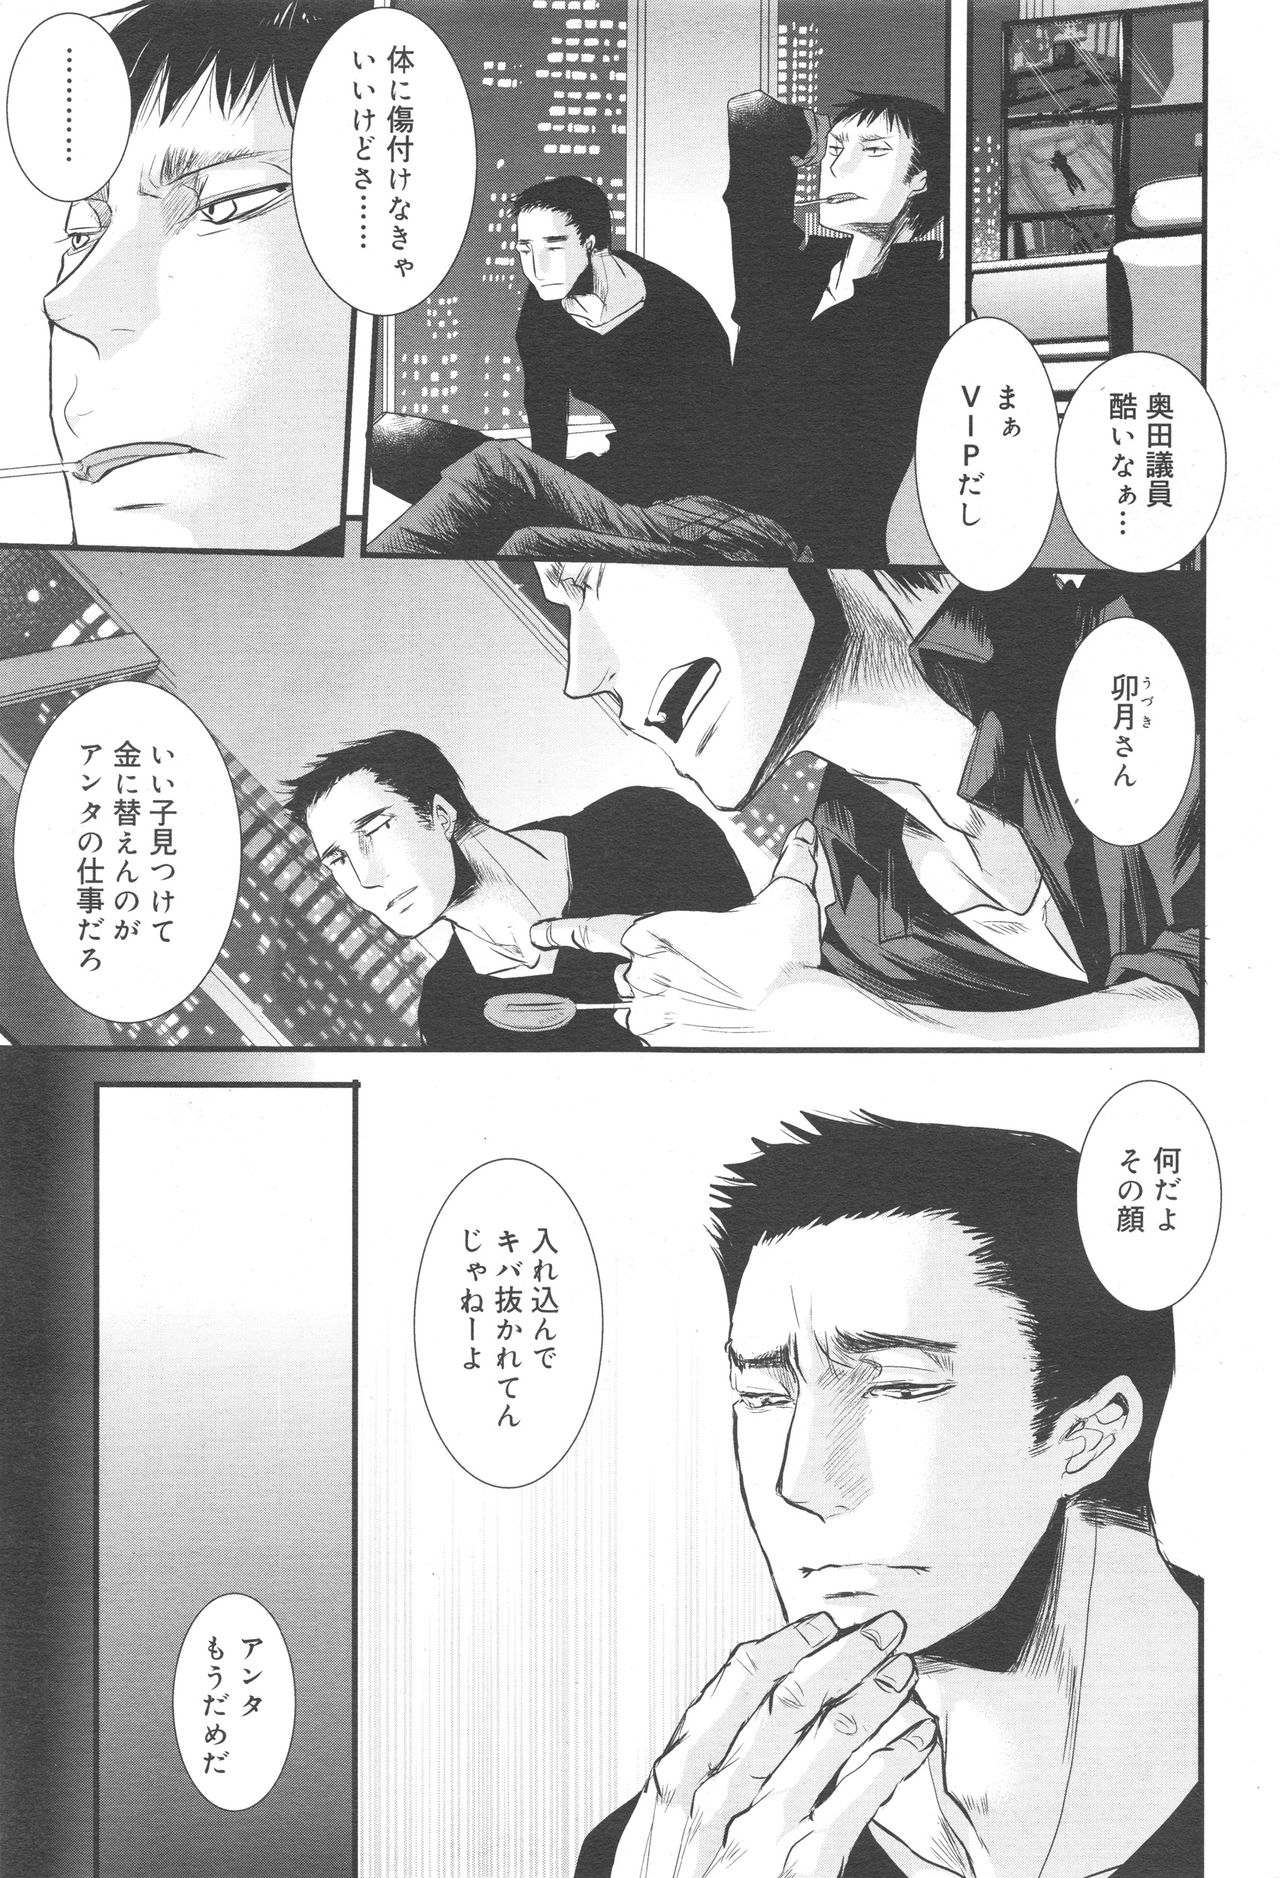 奥田議員
酷いなぁ…
まぁ
VIPだし
体に傷付けなきゃ
いいけどさ……
………
卯月さん
うづき
いい子見つけて
金に替えんのが
アンタの仕事だろ
何だよ
その顔
入れ込んで
キバ抜かれてん
じゃねーよ
アンタ
もうだめだ